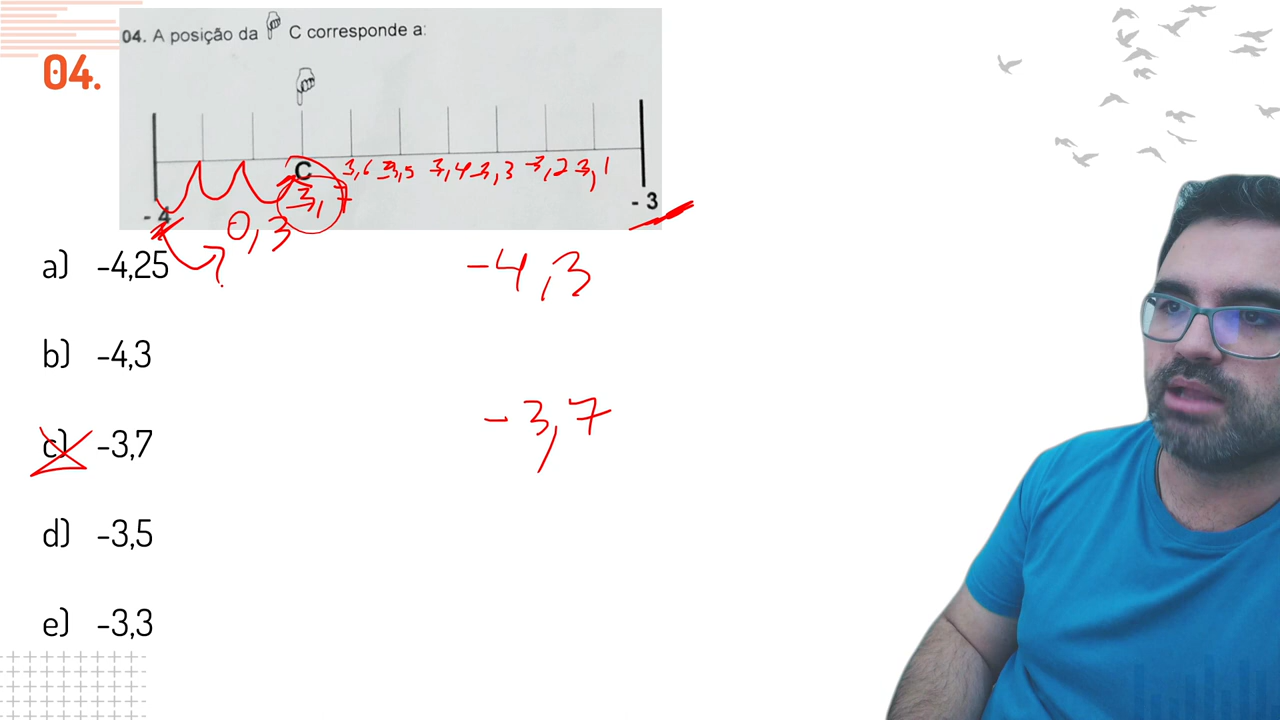 04. A posição da C corresponde a:
04.
C
3,6 -3,5 3,4 -3,3 -3,2 -3,1
3,7
- 4
- 3
0,3
?
a) -4,25
-4,3
b) -4,3
c) -3,7
-3,7
d) -3,5
e) -3,3